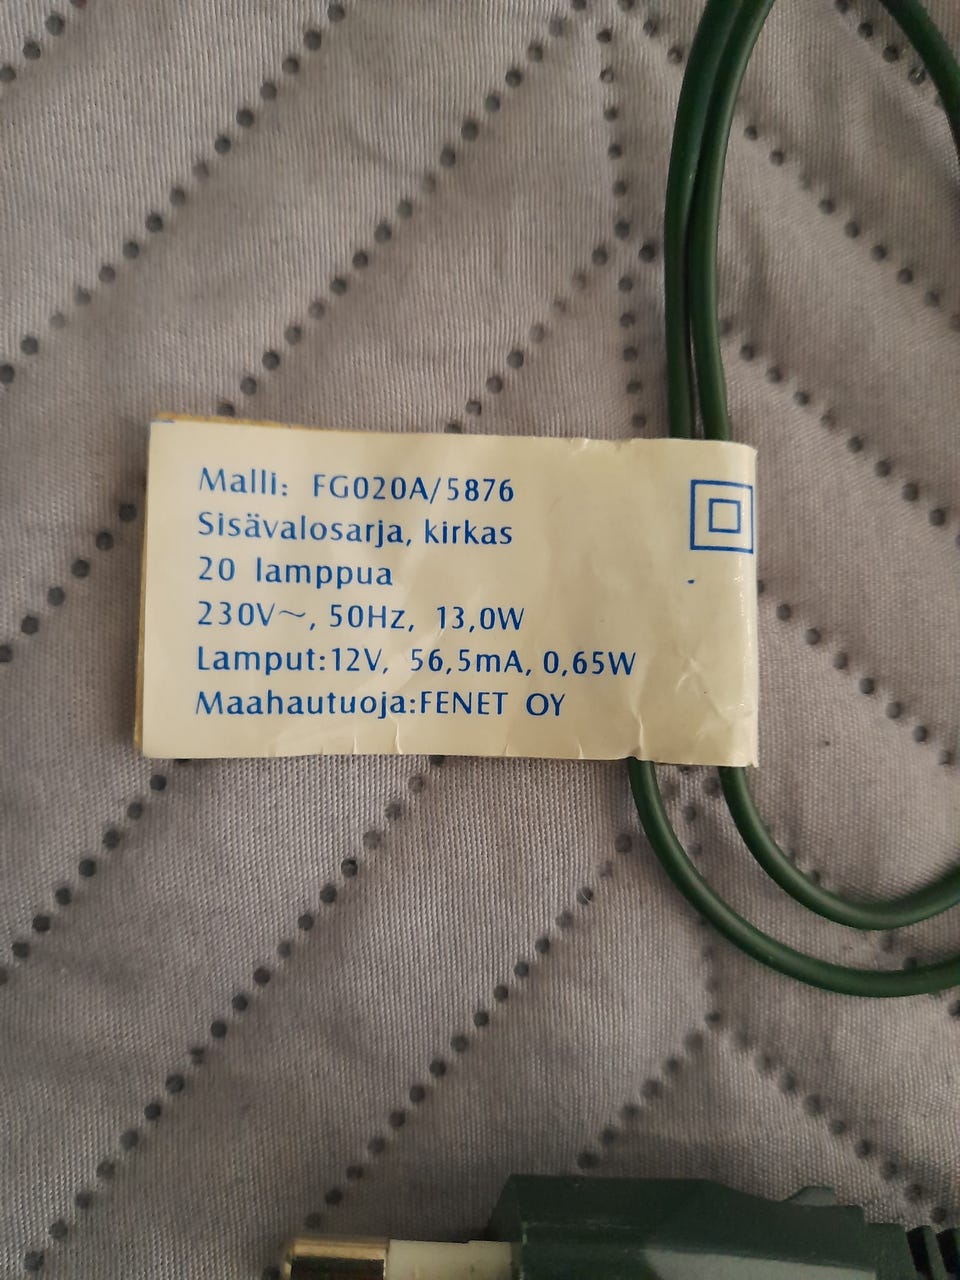 Malli: FG020A/5876
Sisävalosarja, kirkas
20 lamppua
230V~, 50Hz, 13,0W
Lamput:12V, 56,5mA, 0,65W
Maahautuoja:FENET OY